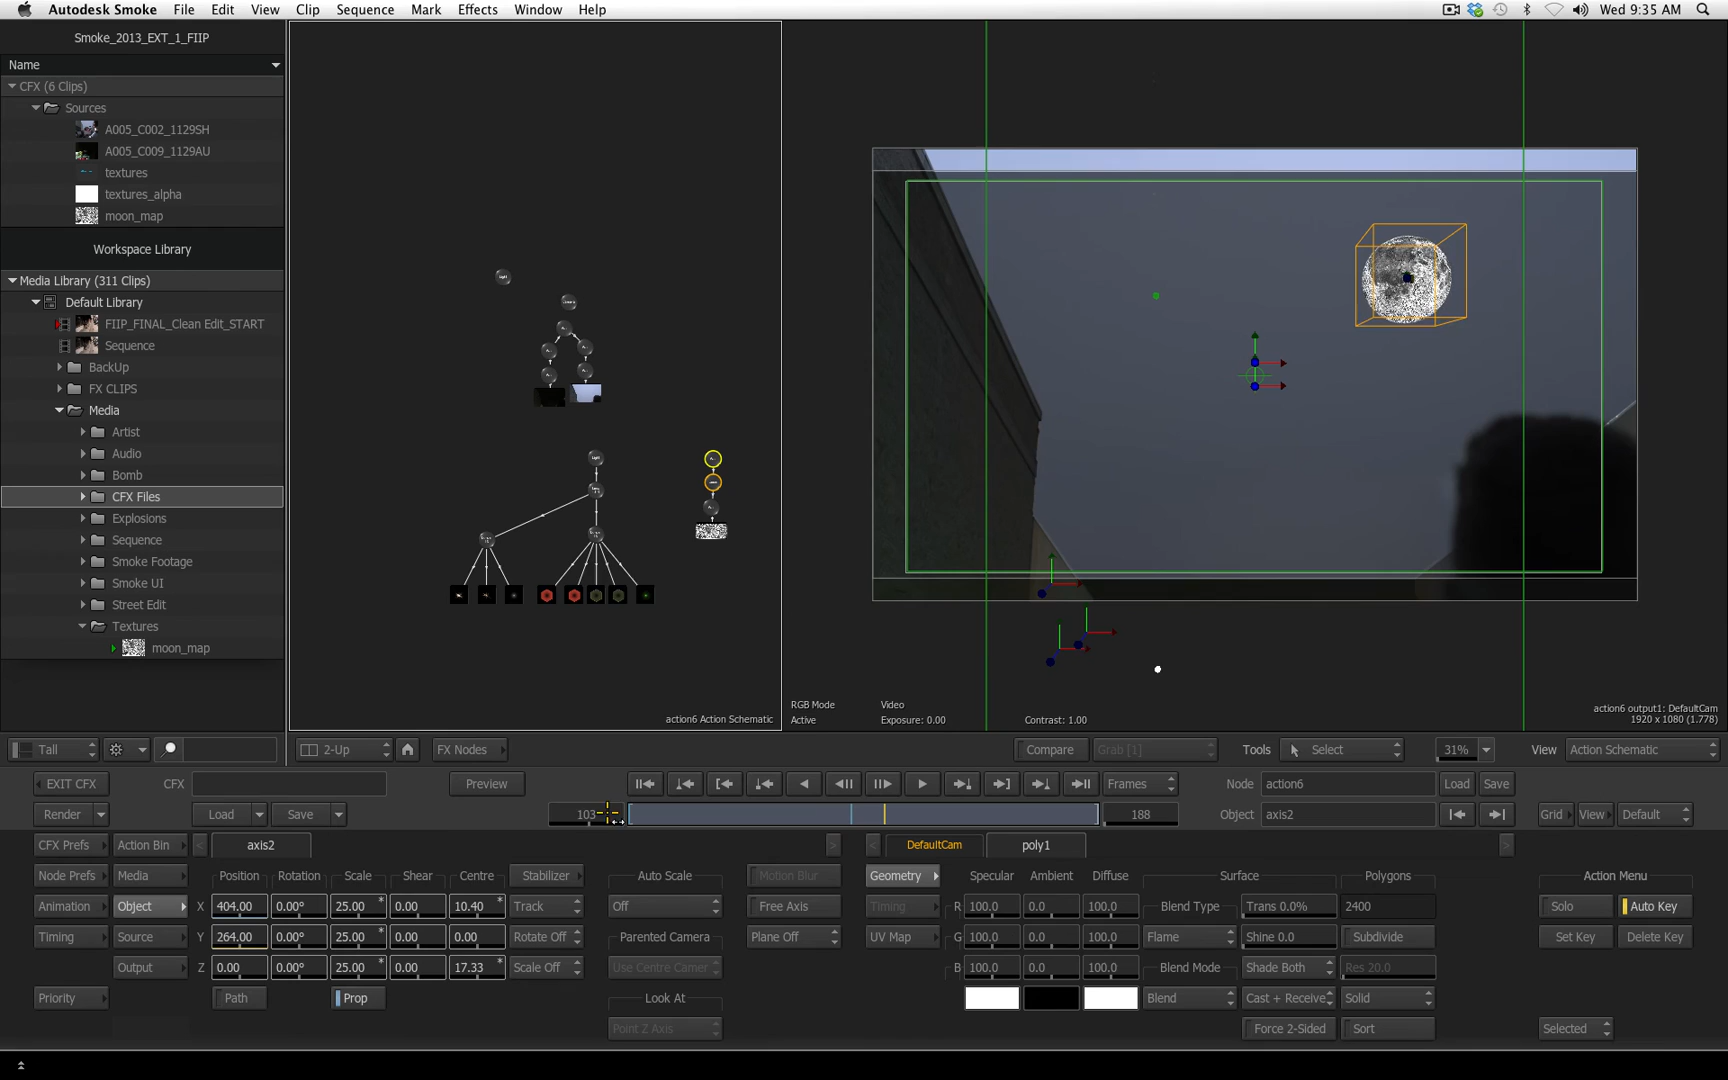 Autodesk Smoke File Edit View Clip Sequence Mark Effects Window Help Wed 9:35 AM
Smoke_2013_EXT_1_FIIP
Name
CFX (6 Clips)
Sources
A005_C002_1129SH
A005_C009_1129AU
textures
textures_alpha
moon_map
Workspace Library
Media Library (311 Clips)
Default Library
FIIP_FINAL_Clean Edit_START
Sequence
BackUp
FX CLIPS
Media
Artist
Audio
Bomb
CFX Files
Explosions
Sequence
Smoke Footage
Smoke UI
Street Edit
Textures
moon_map
action6 Action Schematic
RGB Mode Video
Active Exposure: 0.00 Contrast: 1.00
action6 output1: DefaultCam
1920 x 1080 (1.778)
Tall 2-Up FX Nodes Compare Grab [1] Tools Select 31% View Action Schematic
EXIT CFX CFX Preview Frames Node action6 Load Save
Render Load Save 103 188 Object axis2 Grid View Default
CFX Prefs Action Bin < axis2 > < DefaultCam poly1 >
Node Prefs Media Position Rotation Scale Shear Centre Stabilizer Auto Scale Motion Blur Geometry Specular Ambient Diffuse Surface Polygons Action Menu
Animation Object X 404.00 0.00° 25.00 * 0.00 10.40 * Track Off Free Axis Timing R 100.0 0.0 100.0 Blend Type Trans 0.0% 2400 Solo Auto Key
Timing Source Y 264.00 0.00° 25.00 * 0.00 0.00 Rotate Off Parented Camera Plane Off UV Map G 100.0 0.0 100.0 Flame Shine 0.0 Subdivide Set Key Delete Key
Output Z 0.00 0.00° 25.00 * 0.00 17.33 * Scale Off Use Centre Camer B 100.0 0.0 100.0 Blend Mode Shade Both Res 20.0
Priority Path Prop Look At Blend Cast + Receive Solid
Point Z Axis Force 2-Sided Sort Selected